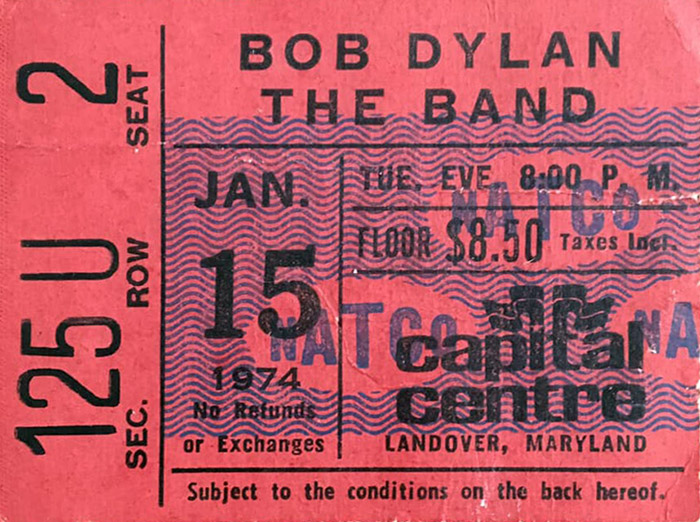 BOB DYLAN
THE BAND
JAN.
15
1974
No Refunds
or Exchanges
TUE. EVE 8:00 P. M.
FLOOR $8.50 Taxes Incl.
capital
centre
LANDOVER, MARYLAND
Subject to the conditions on the back hereof.
125 U 2
SEC. ROW SEAT
NATCO
NATCO
NA